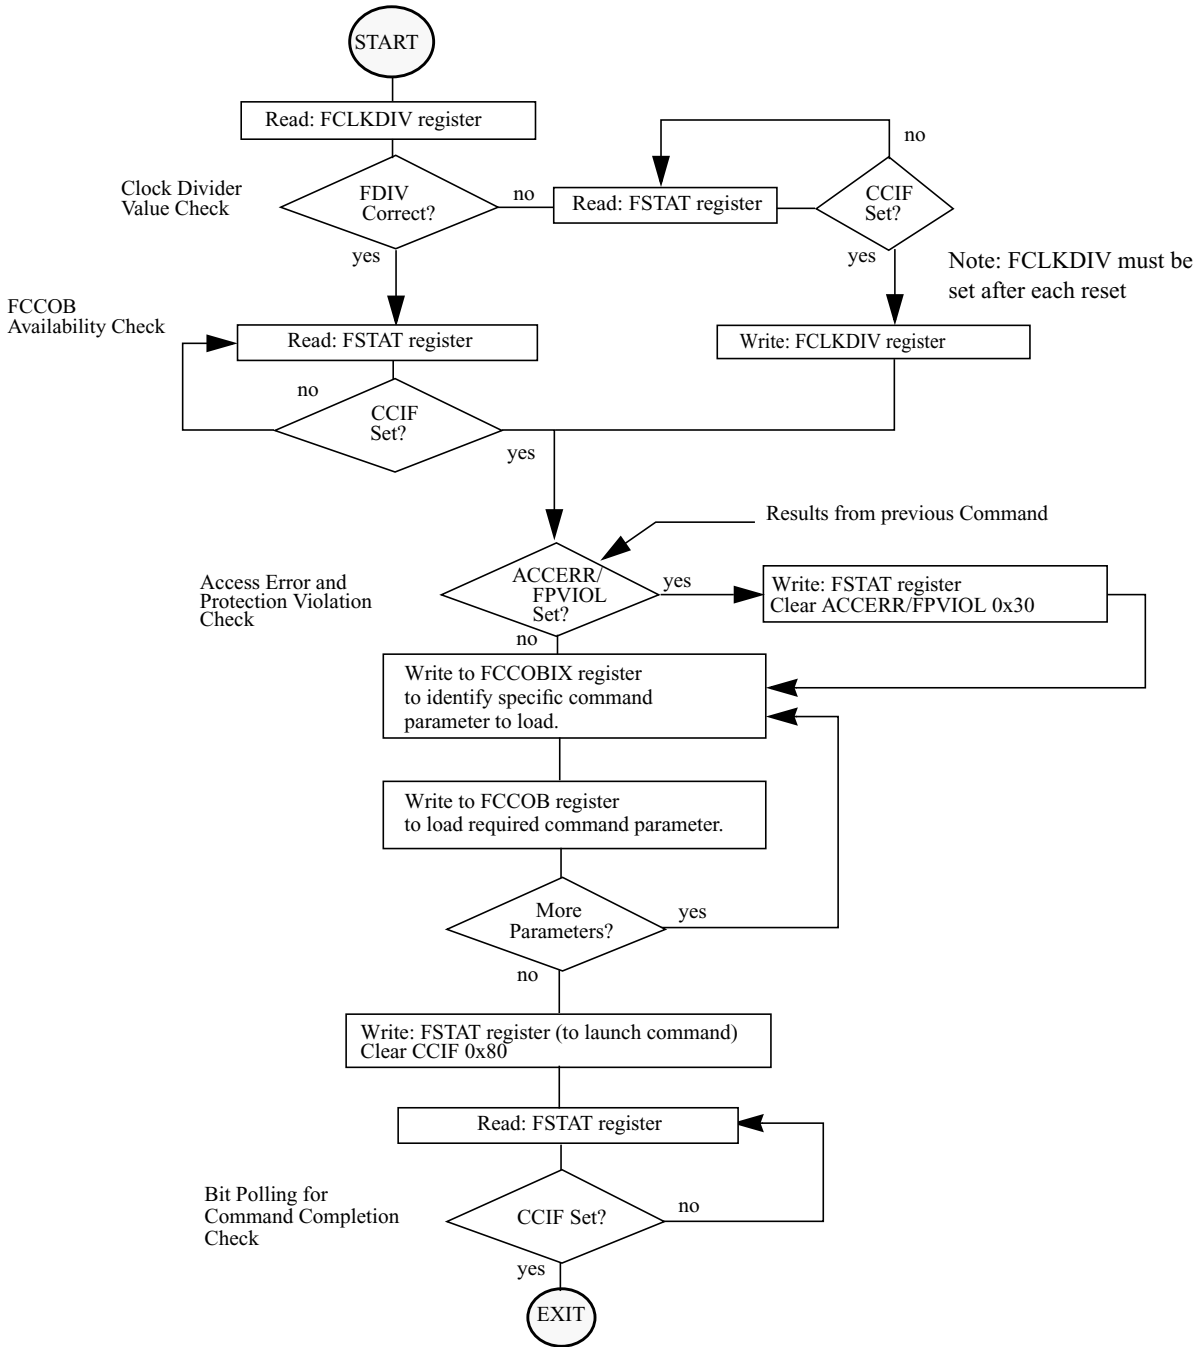 START
Read: FCLKDIV register
Clock Divider
Value Check
FDIV
Correct?
no
Read: FSTAT register
CCIF
Set?
no
yes
yes
Note: FCLKDIV must be
set after each reset
FCCOB
Availability Check
Read: FSTAT register
Write: FCLKDIV register
no
CCIF
Set?
yes
Results from previous Command
Access Error and
Protection Violation
Check
ACCERR/
FPVIOL
Set?
yes
Write: FSTAT register
Clear ACCERR/FPVIOL 0x30
no
Write to FCCOBIX register
to identify specific command
parameter to load.
Write to FCCOB register
to load required command parameter.
More
Parameters?
yes
no
Write: FSTAT register (to launch command)
Clear CCIF 0x80
Read: FSTAT register
Bit Polling for
Command Completion
Check
CCIF Set?
no
yes
EXIT